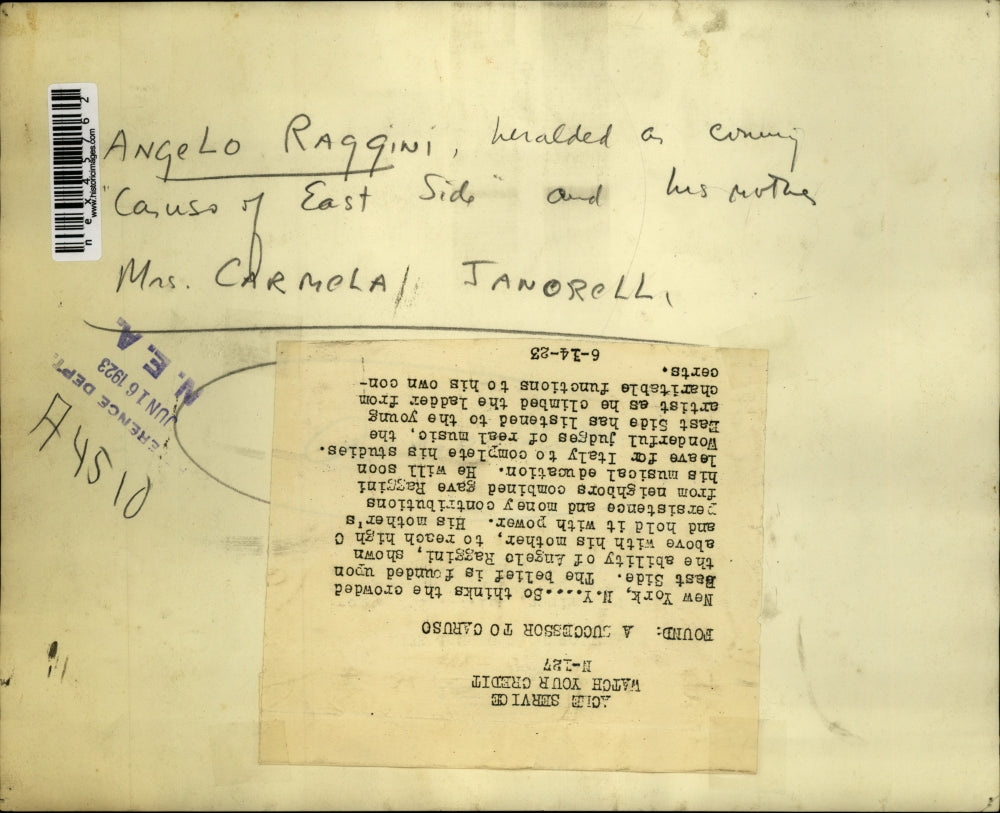 ANGELO RAGGINI, heralded as coming
"Caruso of East Side" and his mother
Mrs. CARMELA JANORELLI
www.historicimages.com
nex45762
N. E. A.
JUN 16 1923
ERENCE DEPT.
A 4510
ACME SERVICE
WATCH YOUR CREDIT
N-127
FOUND: A SUCCESSOR TO CARUSO
New York, N.Y....So thinks the crowded
East Side. The belief is founded upon
the ability of Angelo Raggini, shown
above with his mother, to reach high C
and hold it with power. His mother's
persistence and money contributions
from neighbors combined gave Raggini
his musical education. He will soon
leave for Italy to complete his studies.
Wonderful judges of real music, the
East Side has listened to the young
artist as he climbed the ladder from
charitable functions to his own con-
certs.
6-14-23